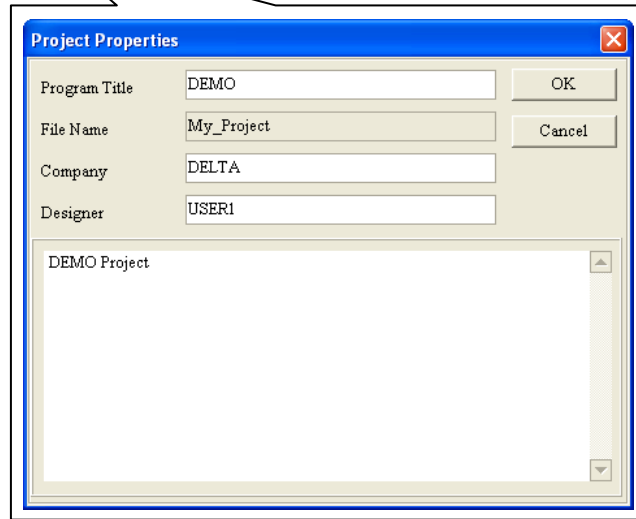 Project Properties
Program Title DEMO OK
File Name My_Project Cancel
Company DELTA
Designer USER1
DEMO Project